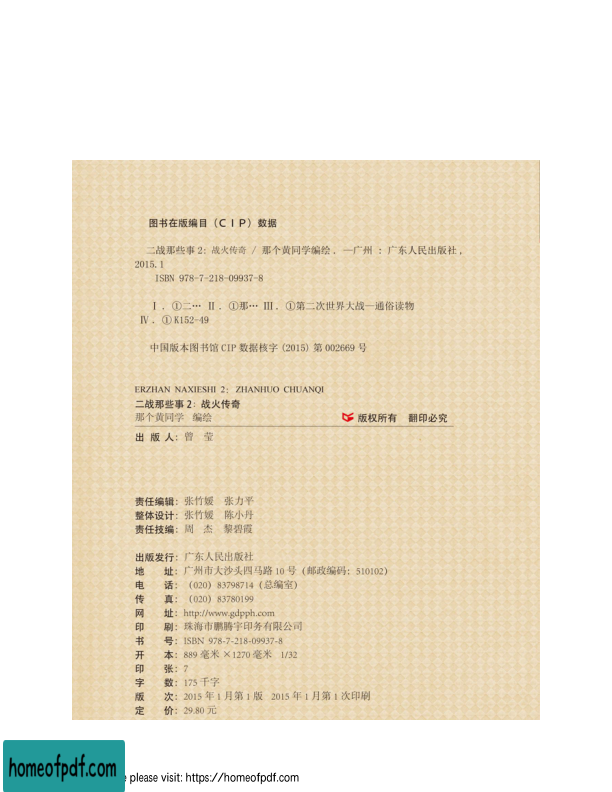 图书在版编目（CIP）数据
二战那些事 2：战火传奇 / 那个黄同学编绘．—广州 ：广东人民出版社，
2015.1
ISBN 978-7-218-09937-8
Ⅰ．①二… Ⅱ．①那… Ⅲ．①第二次世界大战—通俗读物
Ⅳ．① K152-49
中国版本图书馆 CIP 数据核字 (2015) 第 002669 号
ERZHAN NAXIESHI 2：ZHANHUO CHUANQI
二战那些事 2：战火传奇
那个黄同学 编绘 版权所有 翻印必究
出 版 人：曾 莹
责任编辑：张竹媛 张力平
整体设计：张竹媛 陈小丹
责任技编：周 杰 黎碧霞
出版发行：广东人民出版社
地 址：广州市大沙头四马路 10 号（邮政编码：510102）
电 话：（020）83798714（总编室）
传 真：（020）83780199
网 址：http://www.gdpph.com
印 刷：珠海市鹏腾宇印务有限公司
书 号：ISBN 978-7-218-09937-8
开 本：889 毫米 ×1270 毫米 1/32
印 张：7
字 数：175 千字
版 次：2015 年 1 月第 1 版 2015 年 1 月第 1 次印刷
定 价：29.80 元
homeofpdf.com
please visit: https://homeofpdf.com